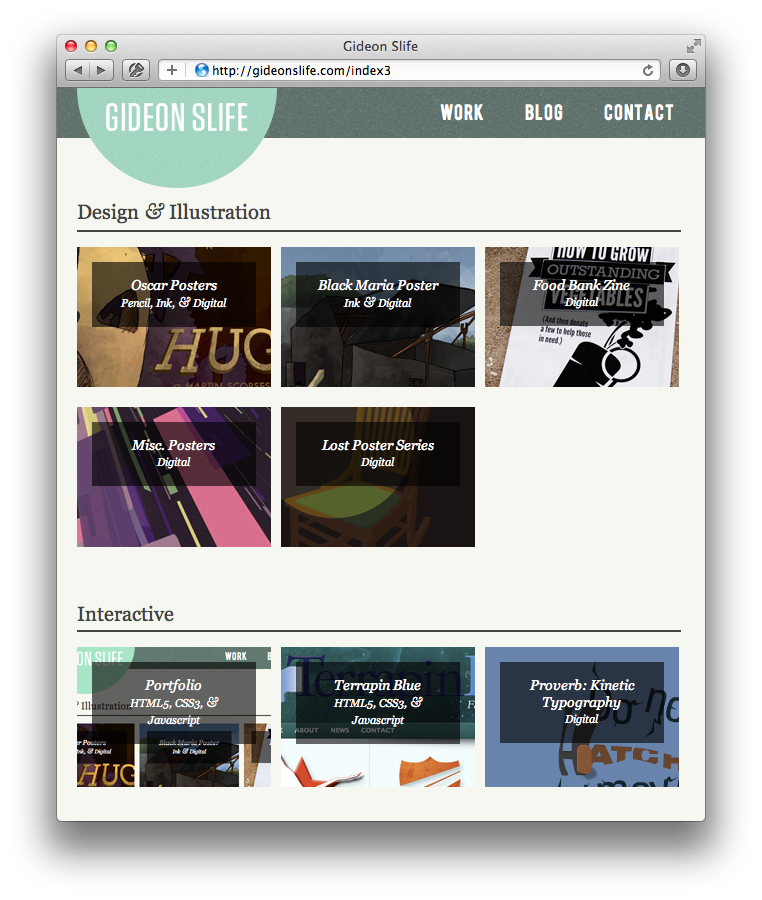 Gideon Slife
http://gideonslife.com/index3
GIDEON SLIFE
WORK BLOG CONTACT
Design & Illustration
Oscar Posters
Pencil, Ink, & Digital
HUG
Black Maria Poster
Ink & Digital
HOW TO GROW
OUTSTANDING
VEGETABLES
Food Bank Zine
Digital
(And then donate
a few to help those
in need.)
Misc. Posters
Digital
Lost Poster Series
Digital
Interactive
ON SLIFE
WORK
Portfolio
HTML5, CSS3, &
Javascript
Illustration
Posters
Ink, & Digital
HUG
Black Maria Poster
Ink & Digital
Terrapin
Terrapin Blue
HTML5, CSS3, &
Javascript
ABOUT NEWS CONTACT
Proverb: Kinetic
Typography
Digital
HATCH